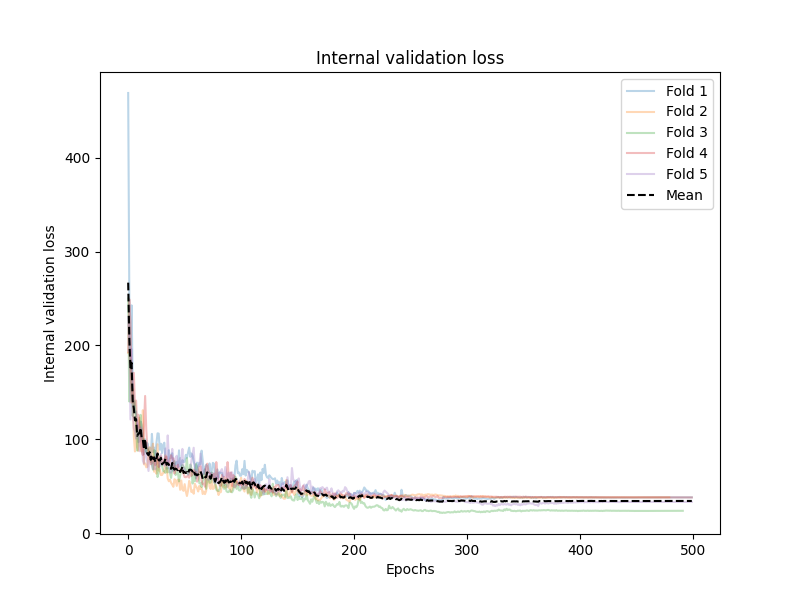 Internal validation loss
Fold 1
Fold 2
Fold 3
Fold 4
Fold 5
Mean
Internal validation loss
400
300
200
100
0
0
100
200
300
400
500
Epochs